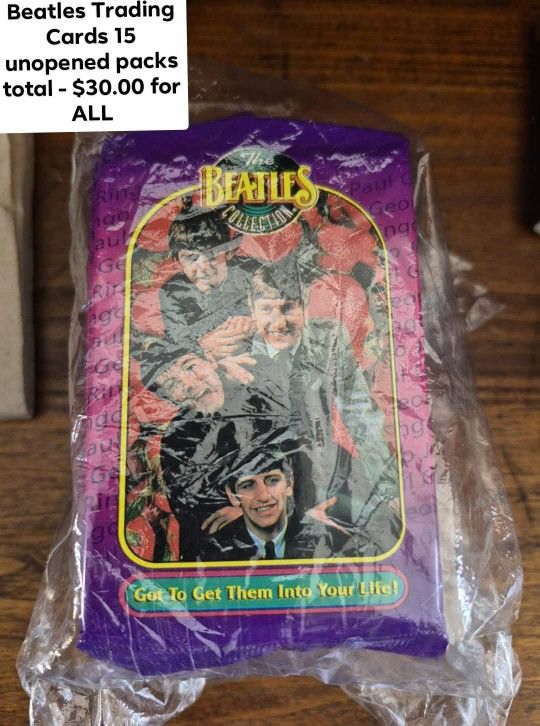 Beatles Trading
Cards 15
unopened packs
total - $30.00 for
ALL
The
BEATLES
COLLECTION
Got To Get Them Into Your Life!